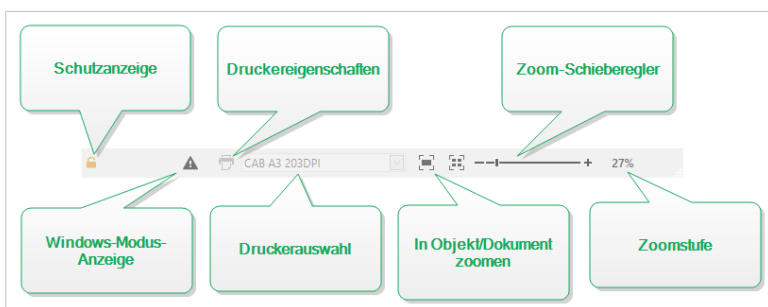 Schutzanzeige
Druckereigenschaften
Zoom-Schieberegler
CAB A3 203DPI
27%
Windows-Modus-
Anzeige
Druckerauswahl
In Objekt/Dokument
zoomen
Zoomstufe